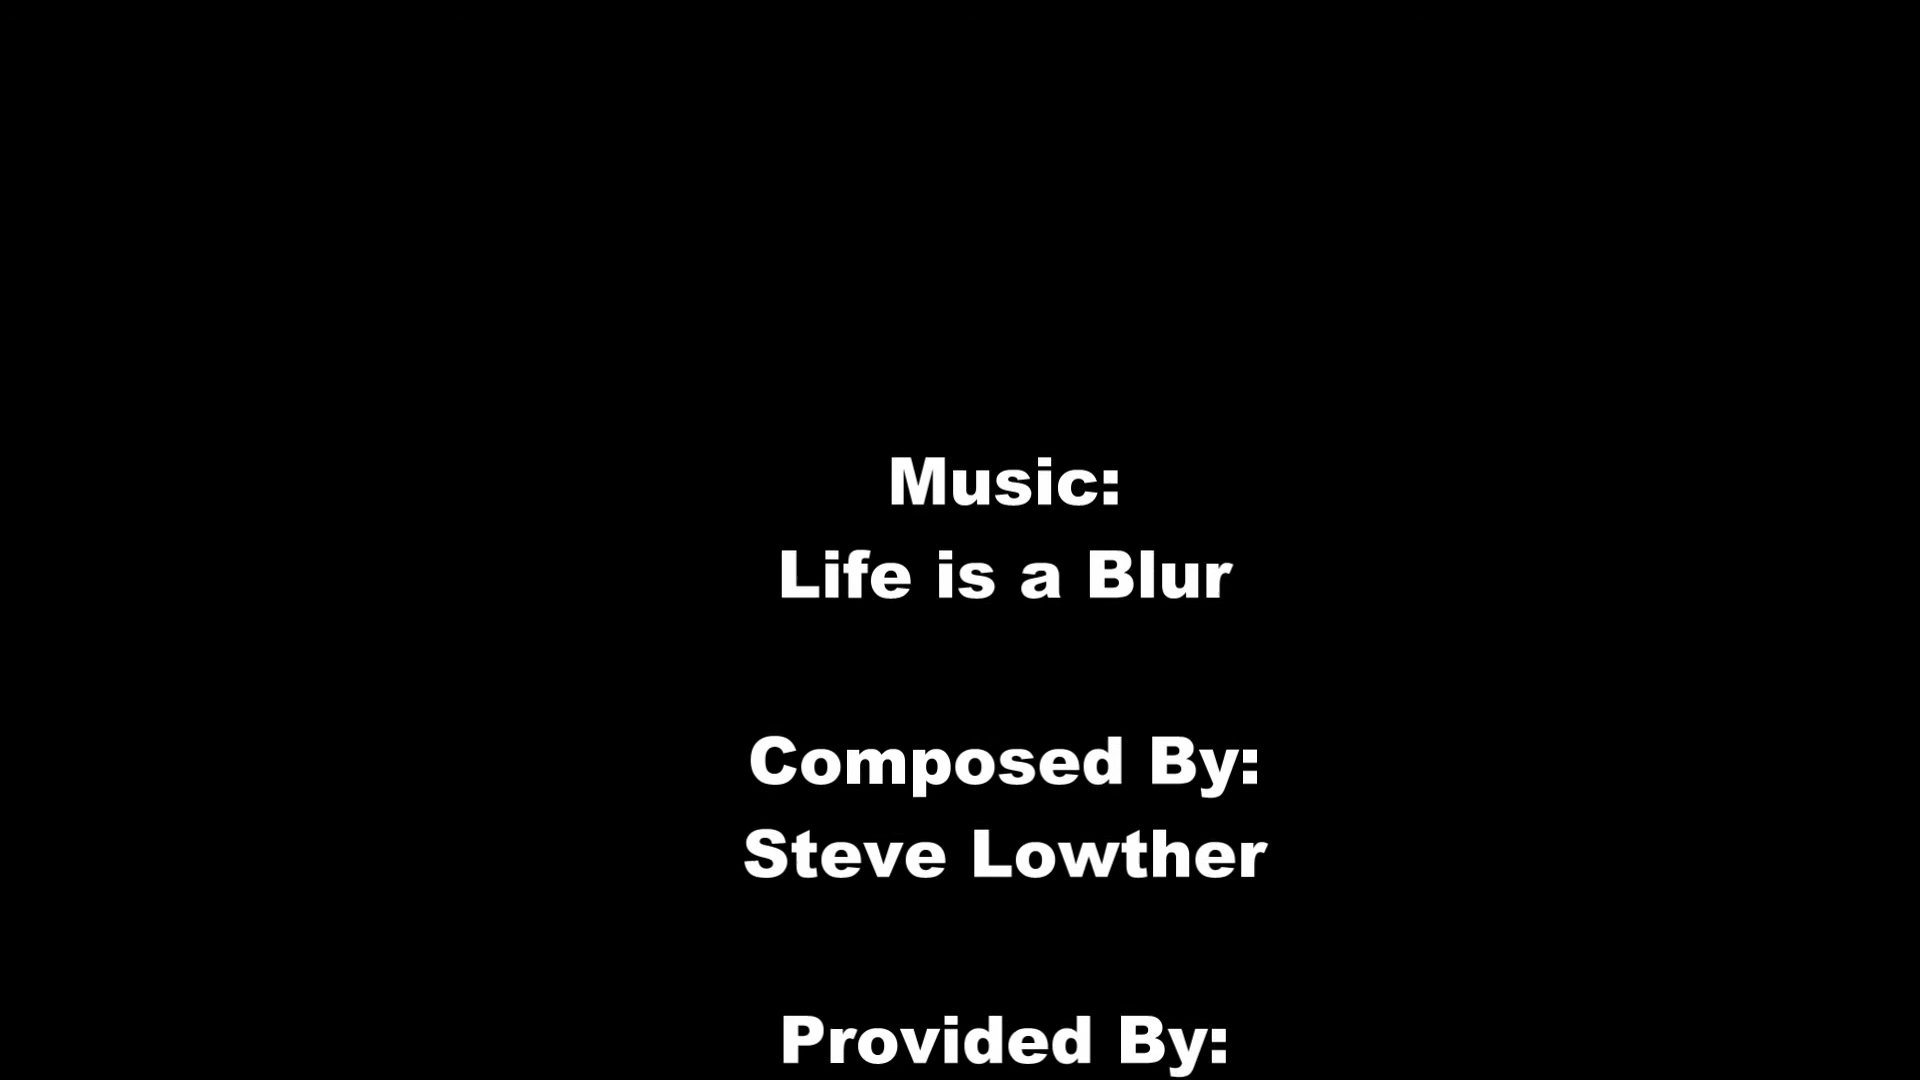 Music:
Life is a Blur
Composed By:
Steve Lowther
Provided By: